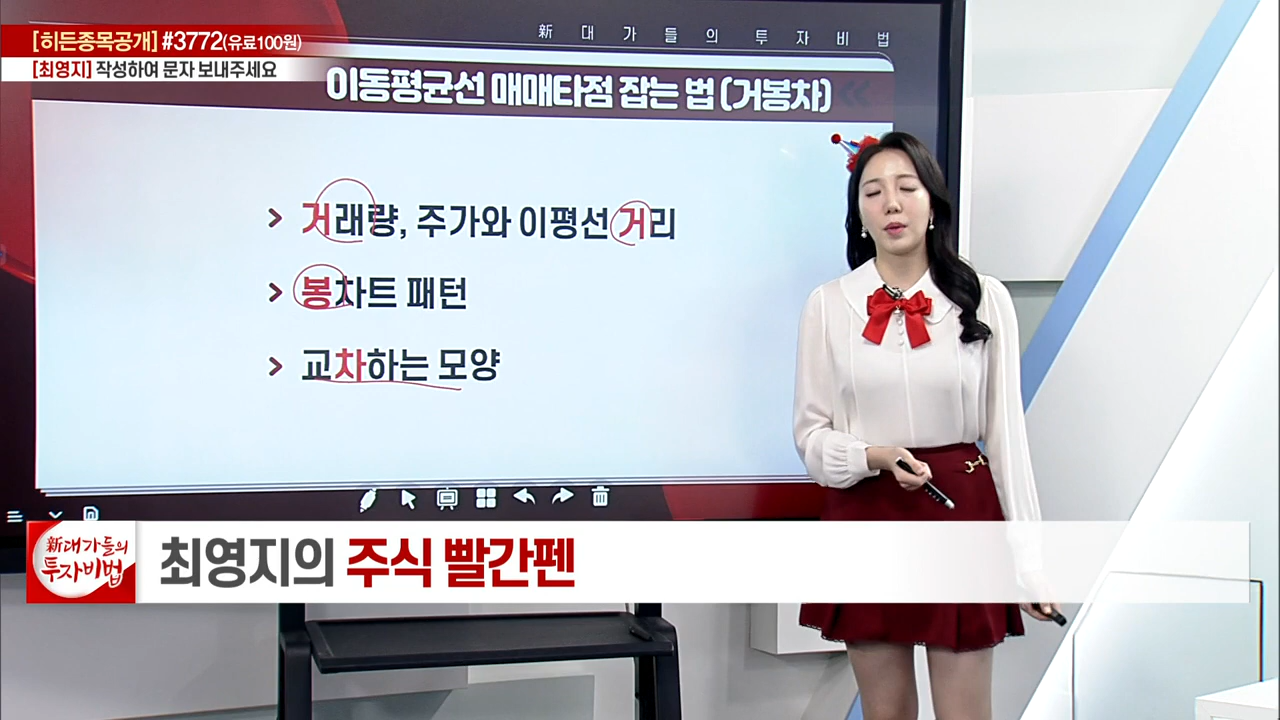 [히든종목공개] #3772(유료100원)
[최영지] 작성하여 문자 보내주세요
新 대 가 들 의 투 자 비 법
이동평균선 매매타점 잡는 법 (거봉차)
> 거래량, 주가와 이평선 거리
> 봉차트 패턴
> 교차하는 모양
新대가들의
투자비법
최영지의 주식 빨간펜